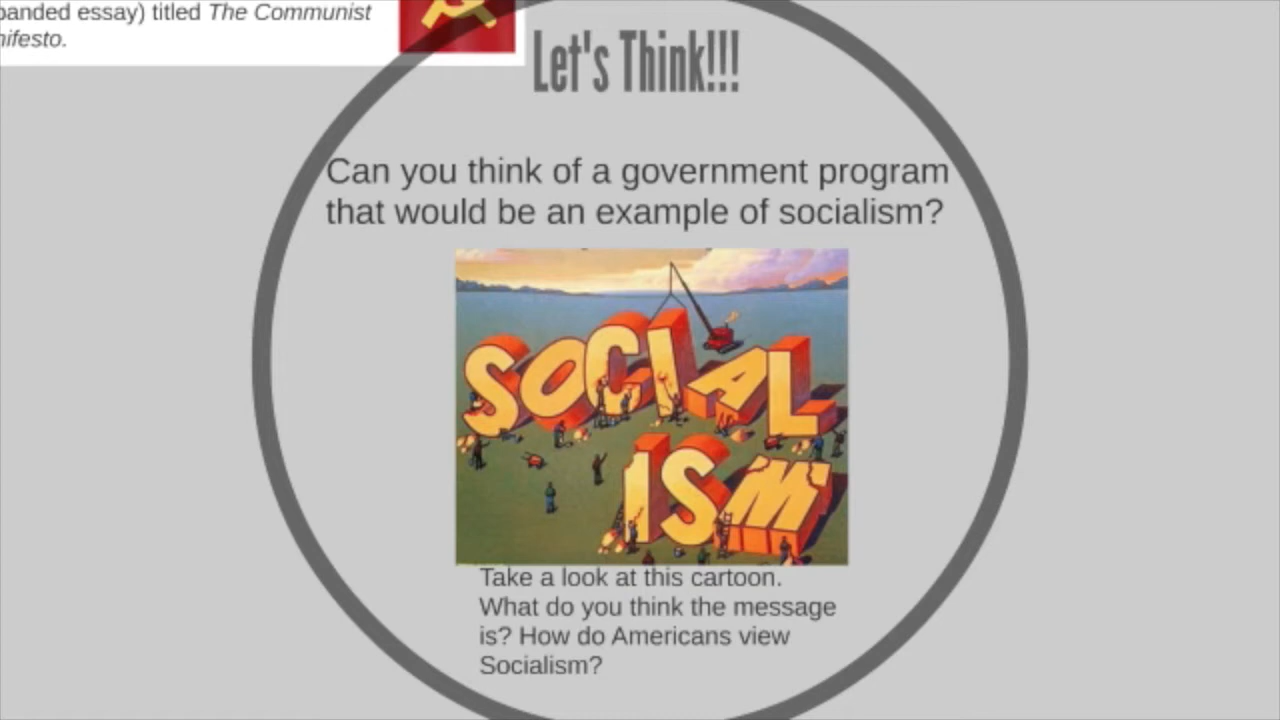 panded essay) titled The Communist
nifesto.
Let's Think!!!
Can you think of a government program
that would be an example of socialism?
SOCIAL
ISM
Take a look at this cartoon.
What do you think the message
is? How do Americans view
Socialism?